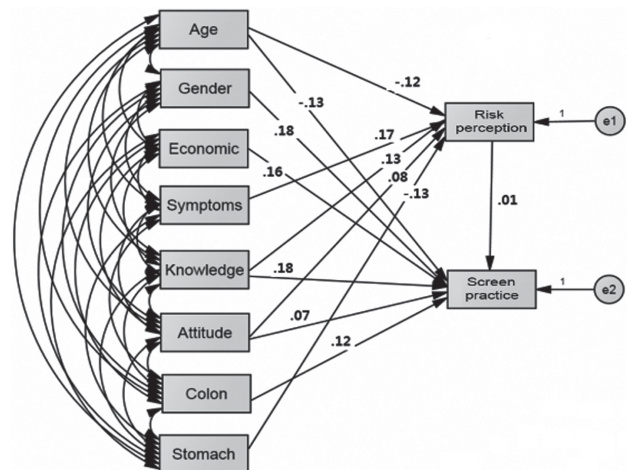 Age
Gender
Economic
Symptoms
Knowledge
Attitude
Colon
Stomach
-.12
-.13
.18
.17
.16
.13
.08
-.13
.18
.07
.12
Risk
perception
1
e1
.01
Screen
practice
1
e2